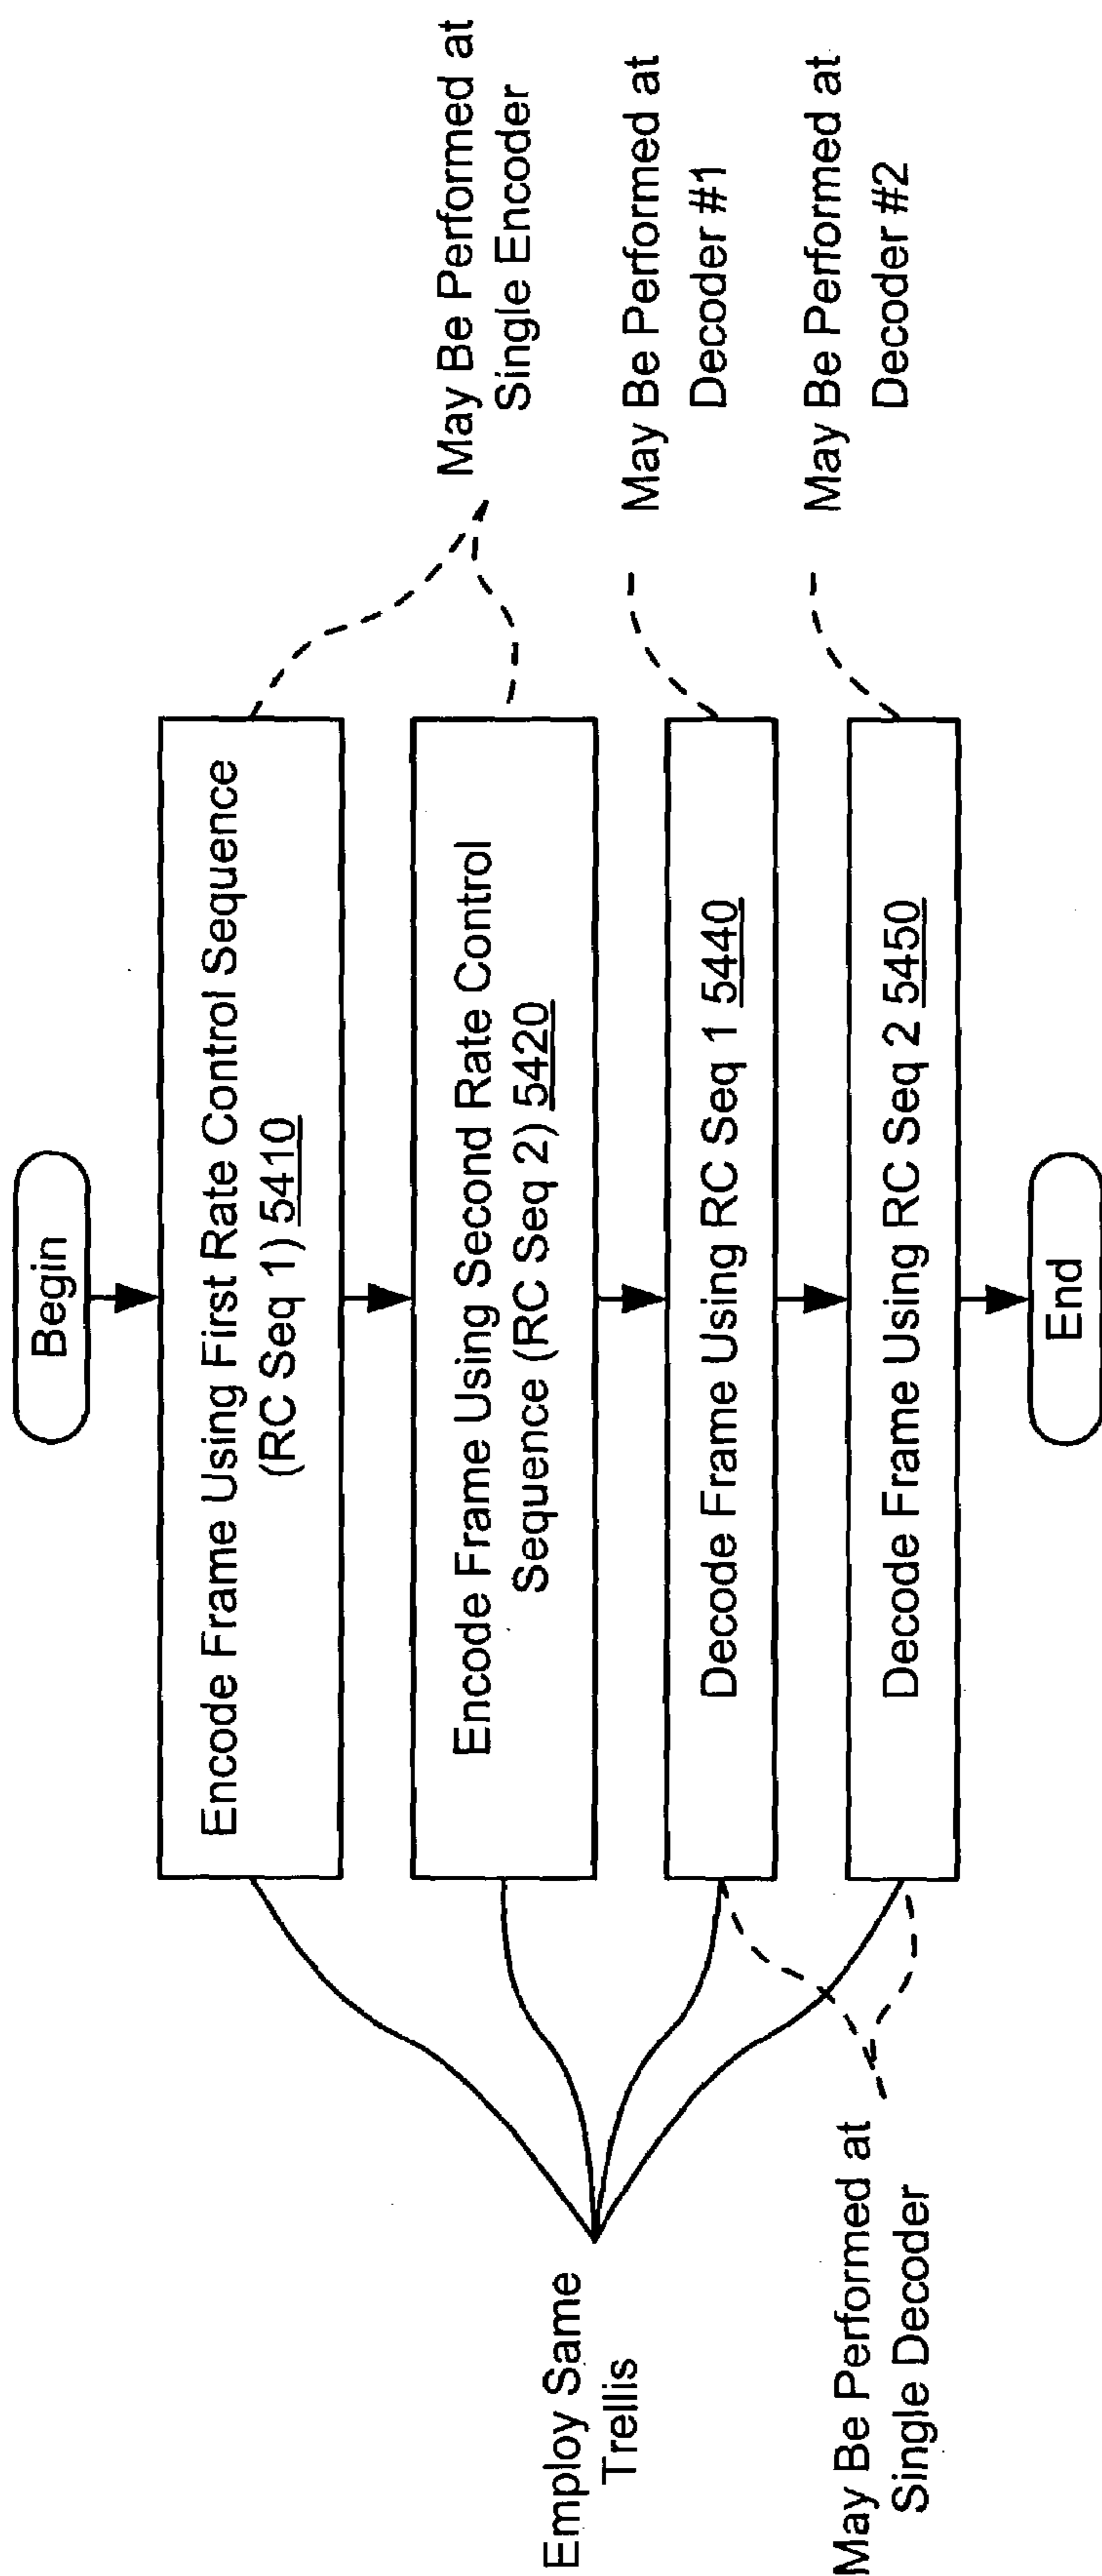 Begin
Encode Frame Using First Rate Control Sequence
(RC Seq 1) 5410
Encode Frame Using Second Rate Control
Sequence (RC Seq 2) 5420
Decode Frame Using RC Seq 1 5440
Decode Frame Using RC Seq 2 5450
End
Employ Same
Trellis
May Be Performed at
Single Decoder
May Be Performed at
Single Encoder
May Be Performed at
Decoder #1
May Be Performed at
Decoder #2